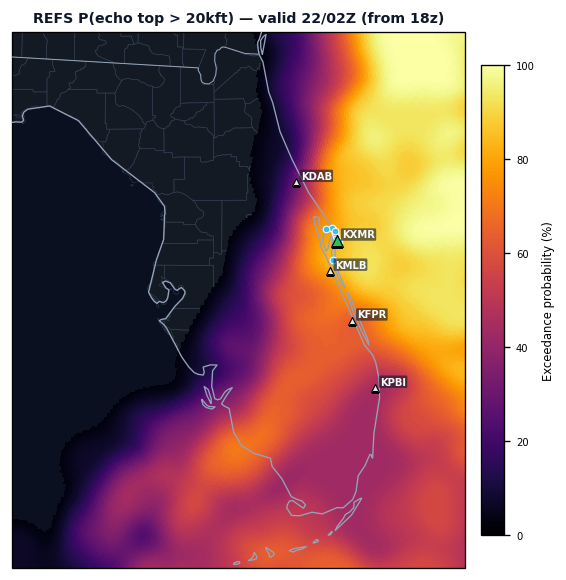 REFS P(echo top > 20kft) — valid 22/02Z (from 18z)
KDAB
KXMR
KMLB
KFPR
KPBI
100
80
60
40
20
0
Exceedance probability (%)